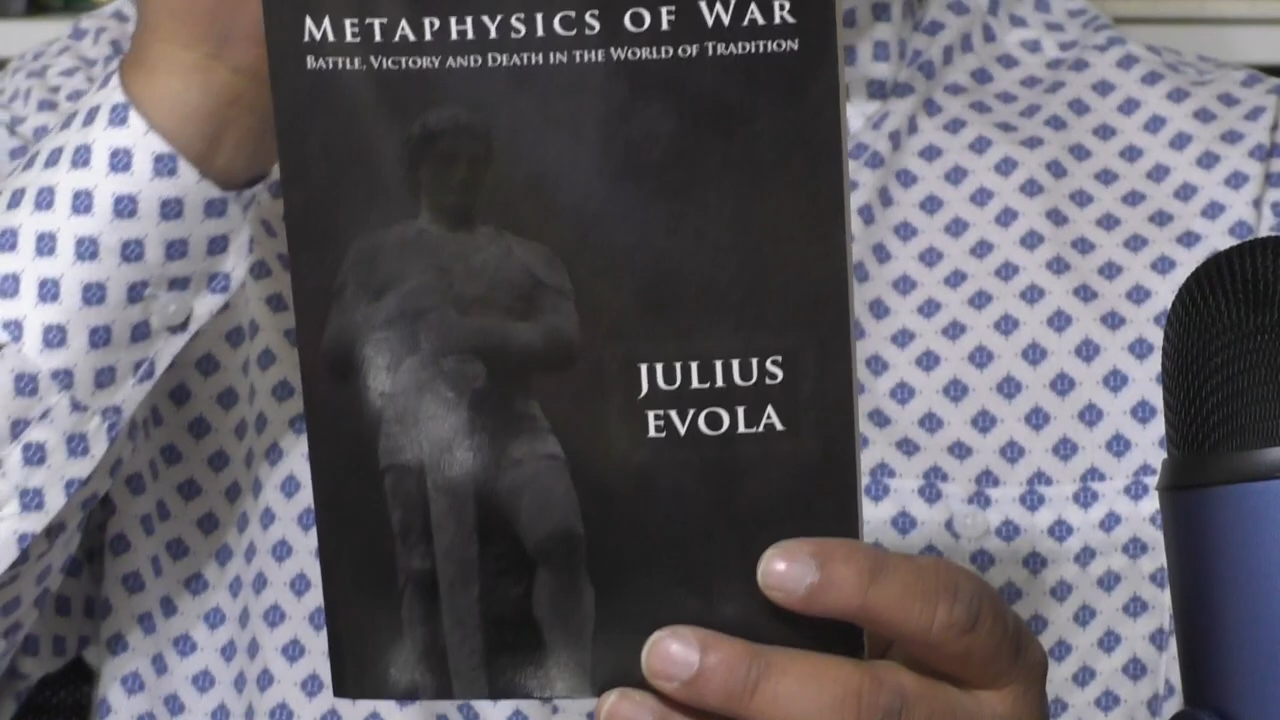 METAPHYSICS OF WAR
BATTLE, VICTORY AND DEATH IN THE WORLD OF TRADITION
JULIUS
EVOLA